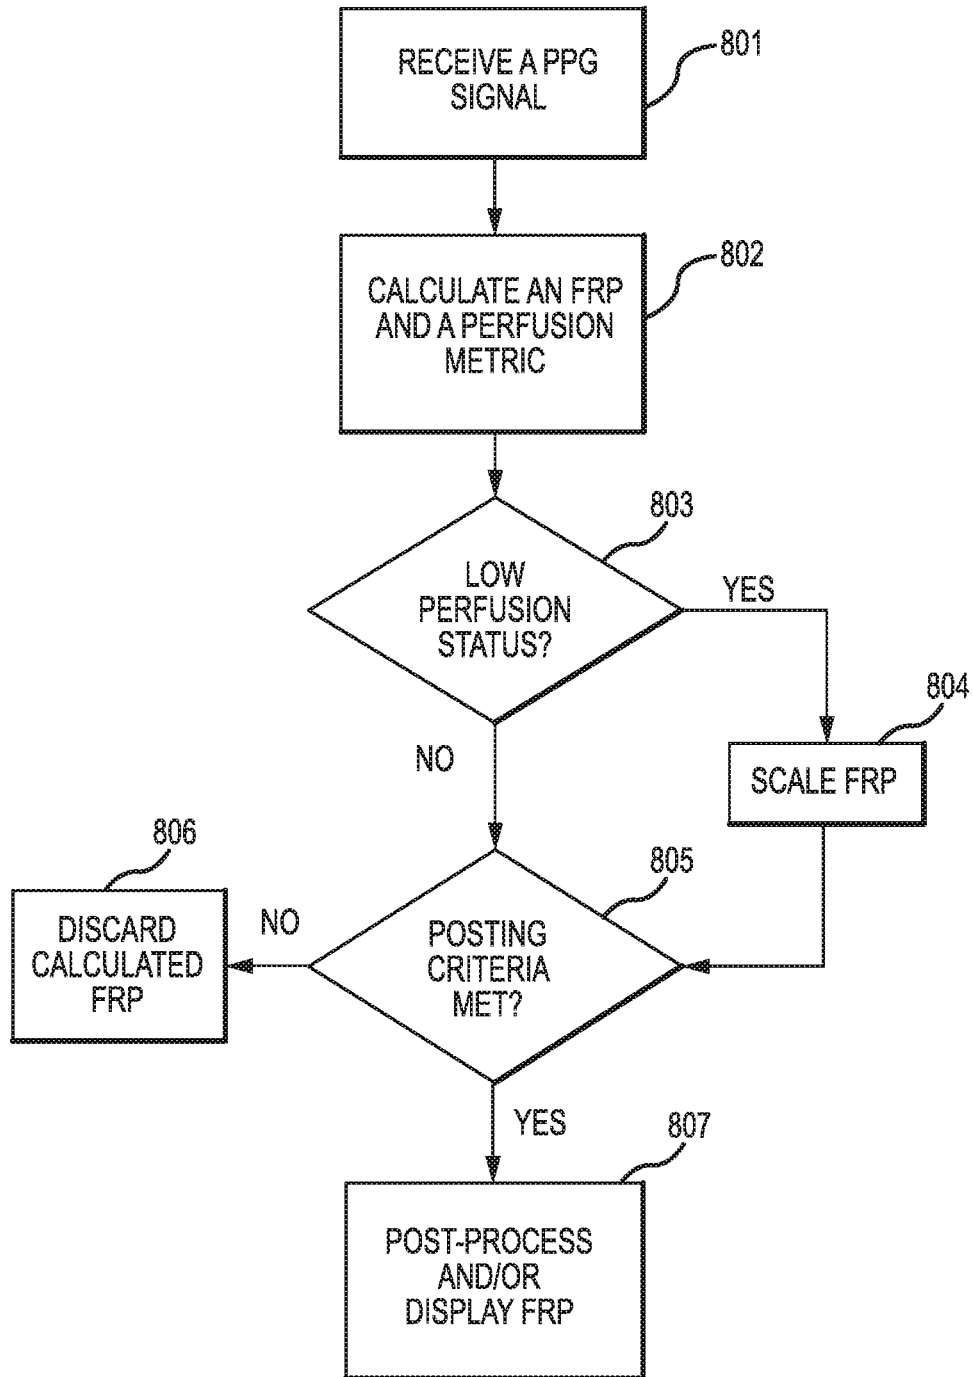 RECEIVE A PPG
SIGNAL
801
CALCULATE AN FRP
AND A PERFUSION
METRIC
802
LOW
PERFUSION
STATUS?
803
YES
NO
SCALE FRP
804
POSTING
CRITERIA
MET?
805
NO
DISCARD
CALCULATED
FRP
806
YES
POST-PROCESS
AND/OR
DISPLAY FRP
807